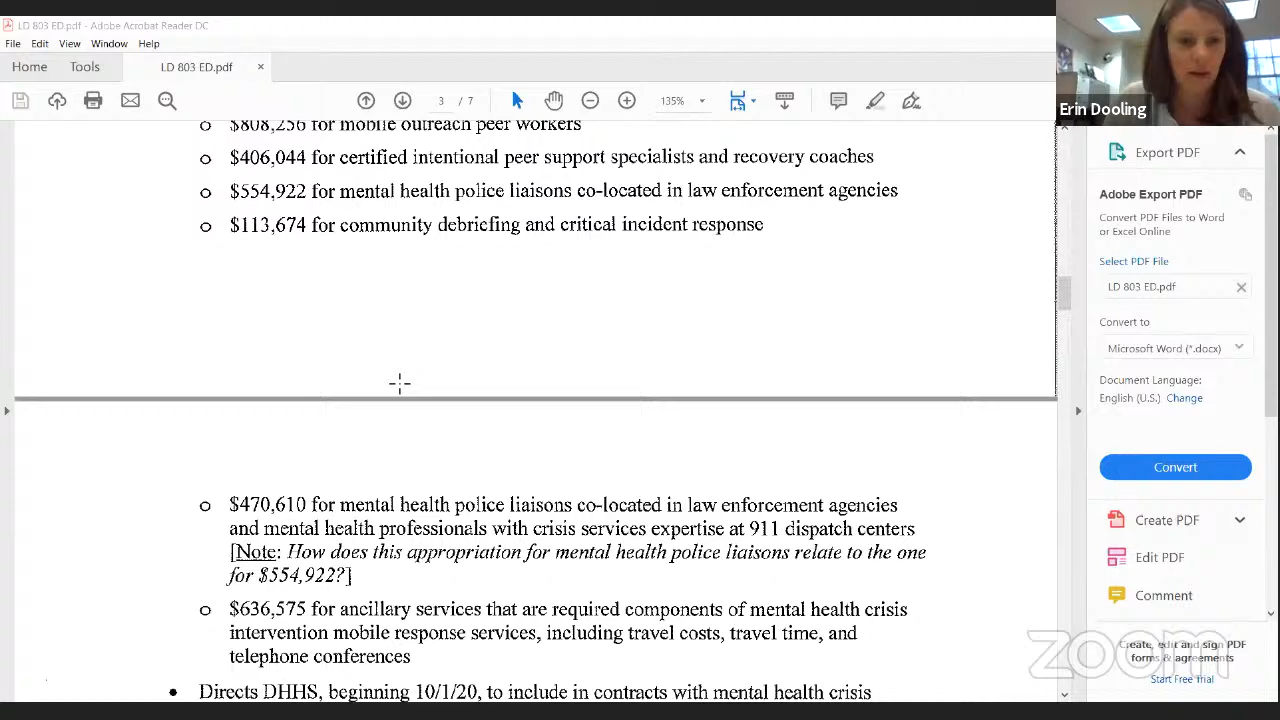 LD 803 ED.pdf - Adobe Acrobat Reader DC
File Edit View Window Help
Home Tools LD 803 ED.pdf ×
3 / 7 135%
Erin Dooling
o $808,256 for mobile outreach peer workers
o $406,044 for certified intentional peer support specialists and recovery coaches
o $554,922 for mental health police liaisons co-located in law enforcement agencies
o $113,674 for community debriefing and critical incident response
o $470,610 for mental health police liaisons co-located in law enforcement agencies
and mental health professionals with crisis services expertise at 911 dispatch centers
[Note: How does this appropriation for mental health police liaisons relate to the one
for $554,922?]
o $636,575 for ancillary services that are required components of mental health crisis
intervention mobile response services, including travel costs, travel time, and
telephone conferences
• Directs DHHS, beginning 10/1/20, to include in contracts with mental health crisis
Export PDF
Adobe Export PDF
Convert PDF Files to Word
or Excel Online
Select PDF File
LD 803 ED.pdf
Convert to
Microsoft Word (*.docx)
Document Language:
English (U.S.) Change
Convert
Create PDF
Edit PDF
Comment
Create, edit and sign PDF
forms & agreements
Start Free Trial
zoom